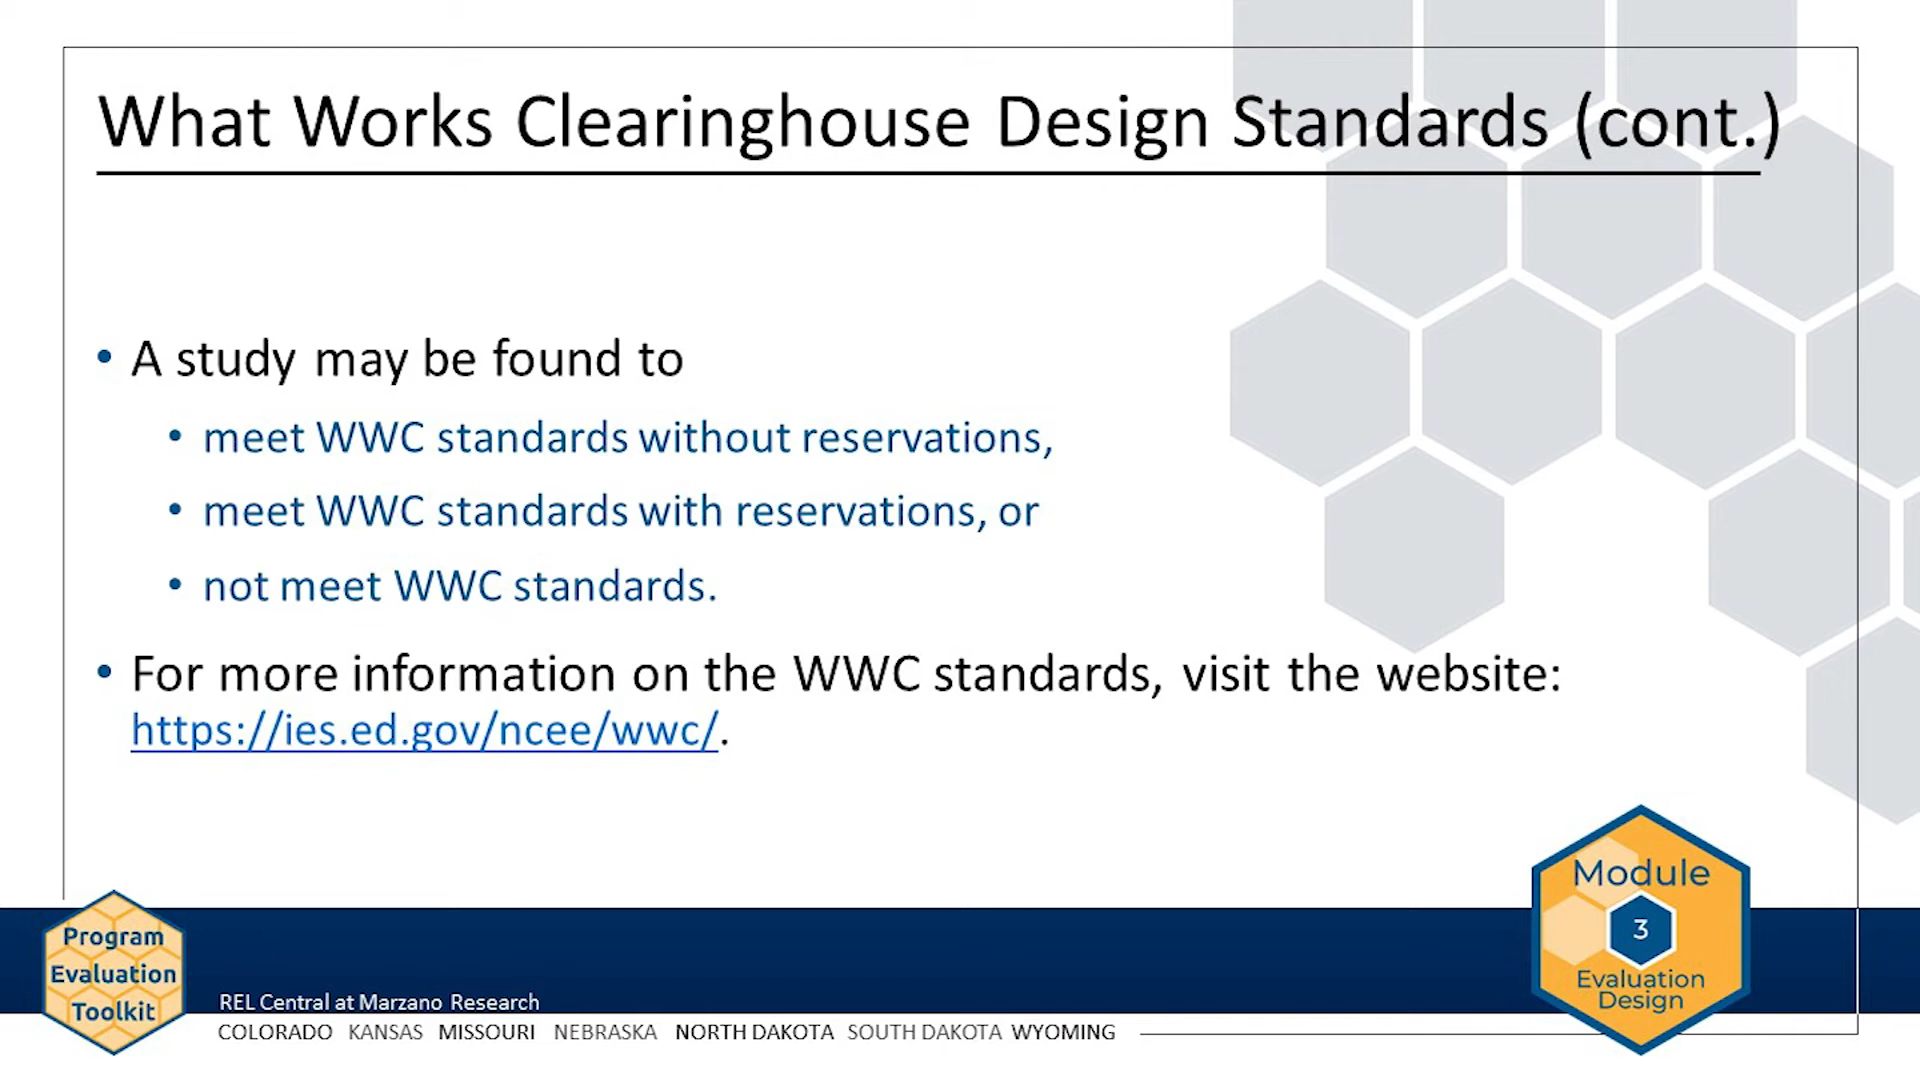 What Works Clearinghouse Design Standards (cont.)
• A study may be found to
• meet WWC standards without reservations,
• meet WWC standards with reservations, or
• not meet WWC standards.
• For more information on the WWC standards, visit the website:
https://ies.ed.gov/ncee/wwc/.
Module
3
Evaluation
Design
Program
Evaluation
Toolkit
REL Central at Marzano Research
COLORADO KANSAS MISSOURI NEBRASKA NORTH DAKOTA SOUTH DAKOTA WYOMING